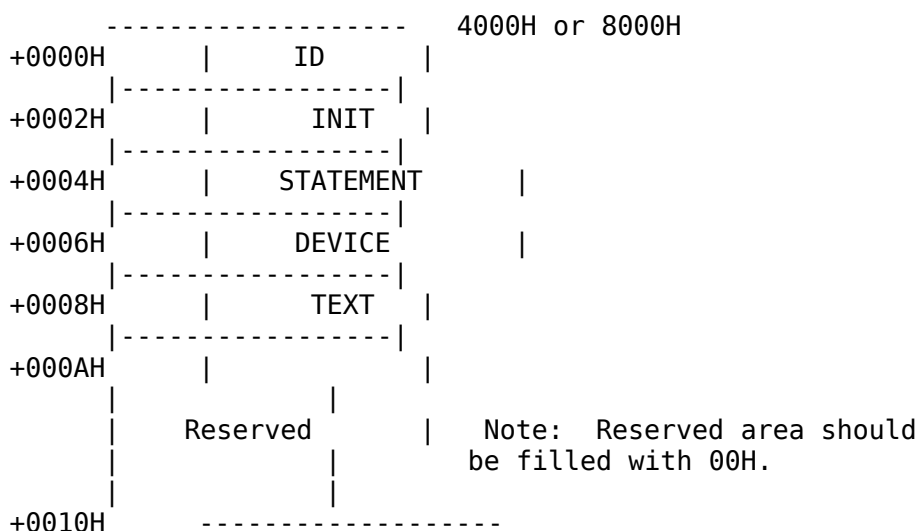 ------------------- 4000H or 8000H
+0000H | ID |
|-----------------|
+0002H | INIT |
|-----------------|
+0004H | STATEMENT |
|-----------------|
+0006H | DEVICE |
|-----------------|
+0008H | TEXT |
|-----------------|
+000AH | |
| |
| Reserved | Note: Reserved area should
| | be filled with 00H.
| |
+0010H -------------------